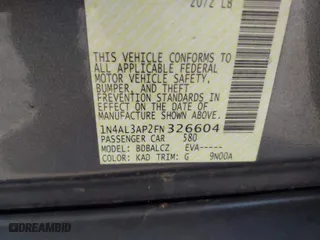 2072 LB
THIS VEHICLE CONFORMS TO
ALL APPLICABLE FEDERAL
MOTOR VEHICLE SAFETY,
BUMPER, AND THEFT
PREVENTION STANDARDS IN
EFFECT ON THE DATE OF
MANUFACTURE SHOWN ABOVE.
1N4AL3AP2FN326604
PASSENGER CAR 580
MODEL: BDBALCZ EVA-----
COLOR: KAD TRIM: G 9N00A
DREAMBID.COM